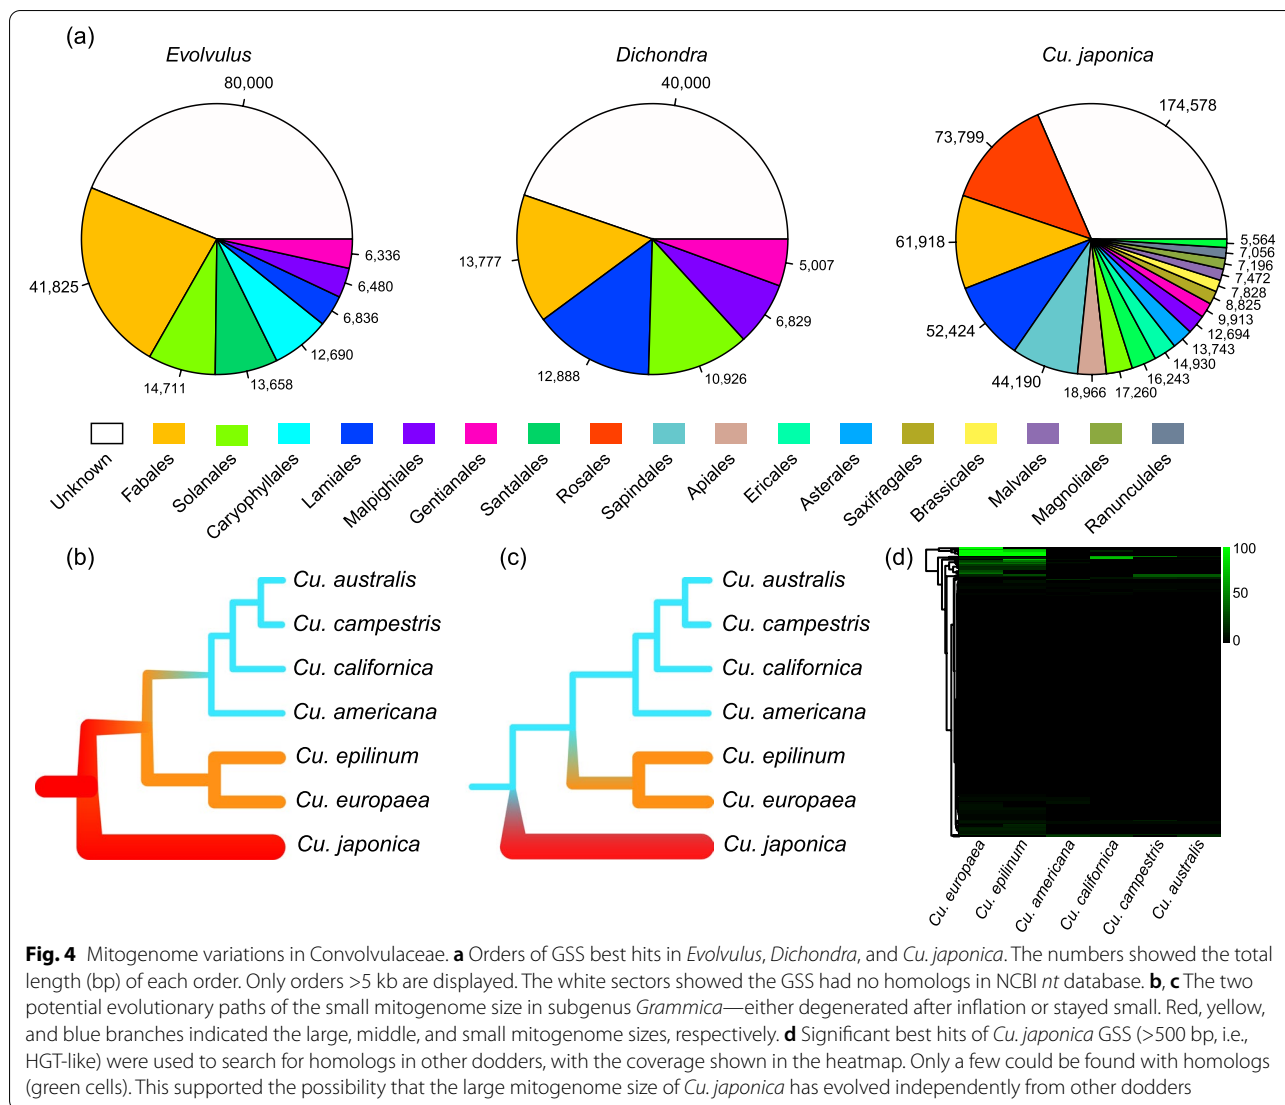 (a)
Evolvulus
80,000
41,825
14,711
13,658
12,690
6,836
6,480
6,336
Dichondra
40,000
13,777
12,888
10,926
6,829
5,007
Cu. japonica
174,578
73,799
61,918
52,424
44,190
18,966
17,260
16,243
14,930
13,743
12,694
9,913
8,825
7,828
7,472
7,196
7,056
5,564
Unknown
Fabales
Solanales
Caryophyllales
Lamiales
Malpighiales
Gentianales
Santalales
Rosales
Sapindales
Apiales
Ericales
Asterales
Saxifragales
Brassicales
Malvales
Magnoliales
Ranunculales
(b)
Cu. australis
Cu. campestris
Cu. californica
Cu. americana
Cu. epilinum
Cu. europaea
Cu. japonica
(c)
Cu. australis
Cu. campestris
Cu. californica
Cu. americana
Cu. epilinum
Cu. europaea
Cu. japonica
(d)
100
50
0
Cu. europaea
Cu. epilinum
Cu. americana
Cu. californica
Cu. campestris
Cu. australis
Fig. 4 Mitogenome variations in Convolvulaceae. a Orders of GSS best hits in Evolvulus, Dichondra, and Cu. japonica. The numbers showed the total
length (bp) of each order. Only orders >5 kb are displayed. The white sectors showed the GSS had no homologs in NCBI nt database. b, c The two
potential evolutionary paths of the small mitogenome size in subgenus Grammica—either degenerated after inflation or stayed small. Red, yellow,
and blue branches indicated the large, middle, and small mitogenome sizes, respectively. d Significant best hits of Cu. japonica GSS (>500 bp, i.e.,
HGT-like) were used to search for homologs in other dodders, with the coverage shown in the heatmap. Only a few could be found with homologs
(green cells). This supported the possibility that the large mitogenome size of Cu. japonica has evolved independently from other dodders